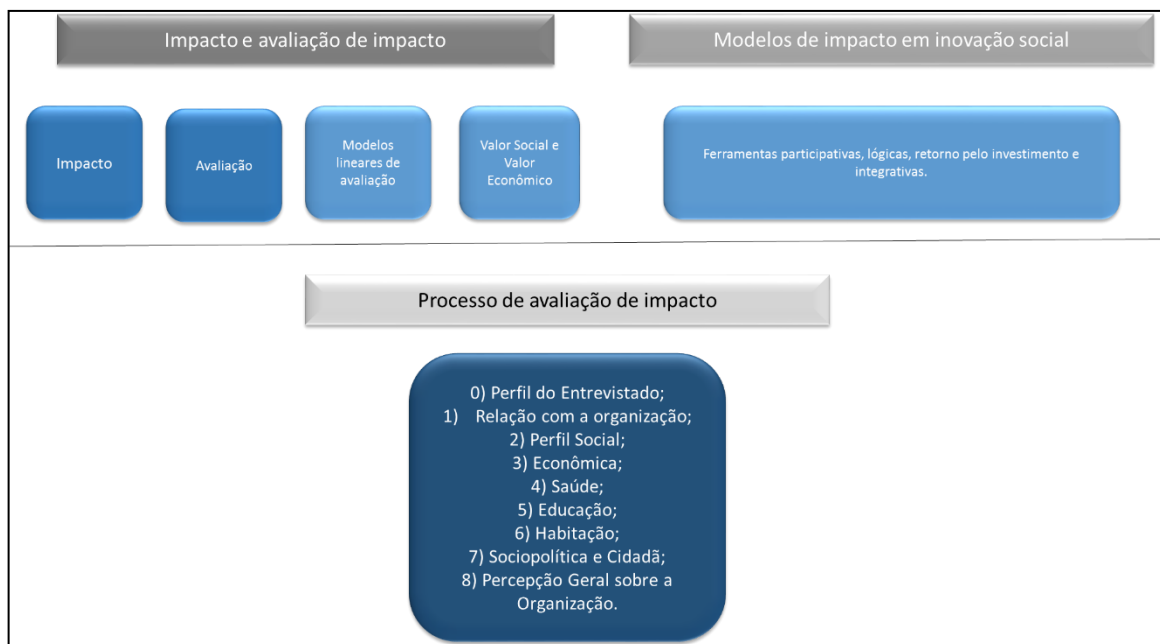 Impacto e avaliação de impacto
Modelos de impacto em inovação social
Impacto
Avaliação
Modelos
lineares de
avaliação
Valor Social e
Valor
Econômico
Ferramentas participativas, lógicas, retorno pelo investimento e
integrativas.
Processo de avaliação de impacto
0) Perfil do Entrevistado;
1) Relação com a organização;
2) Perfil Social;
3) Econômica;
4) Saúde;
5) Educação;
6) Habitação;
7) Sociopolítica e Cidadã;
8) Percepção Geral sobre a
Organização.